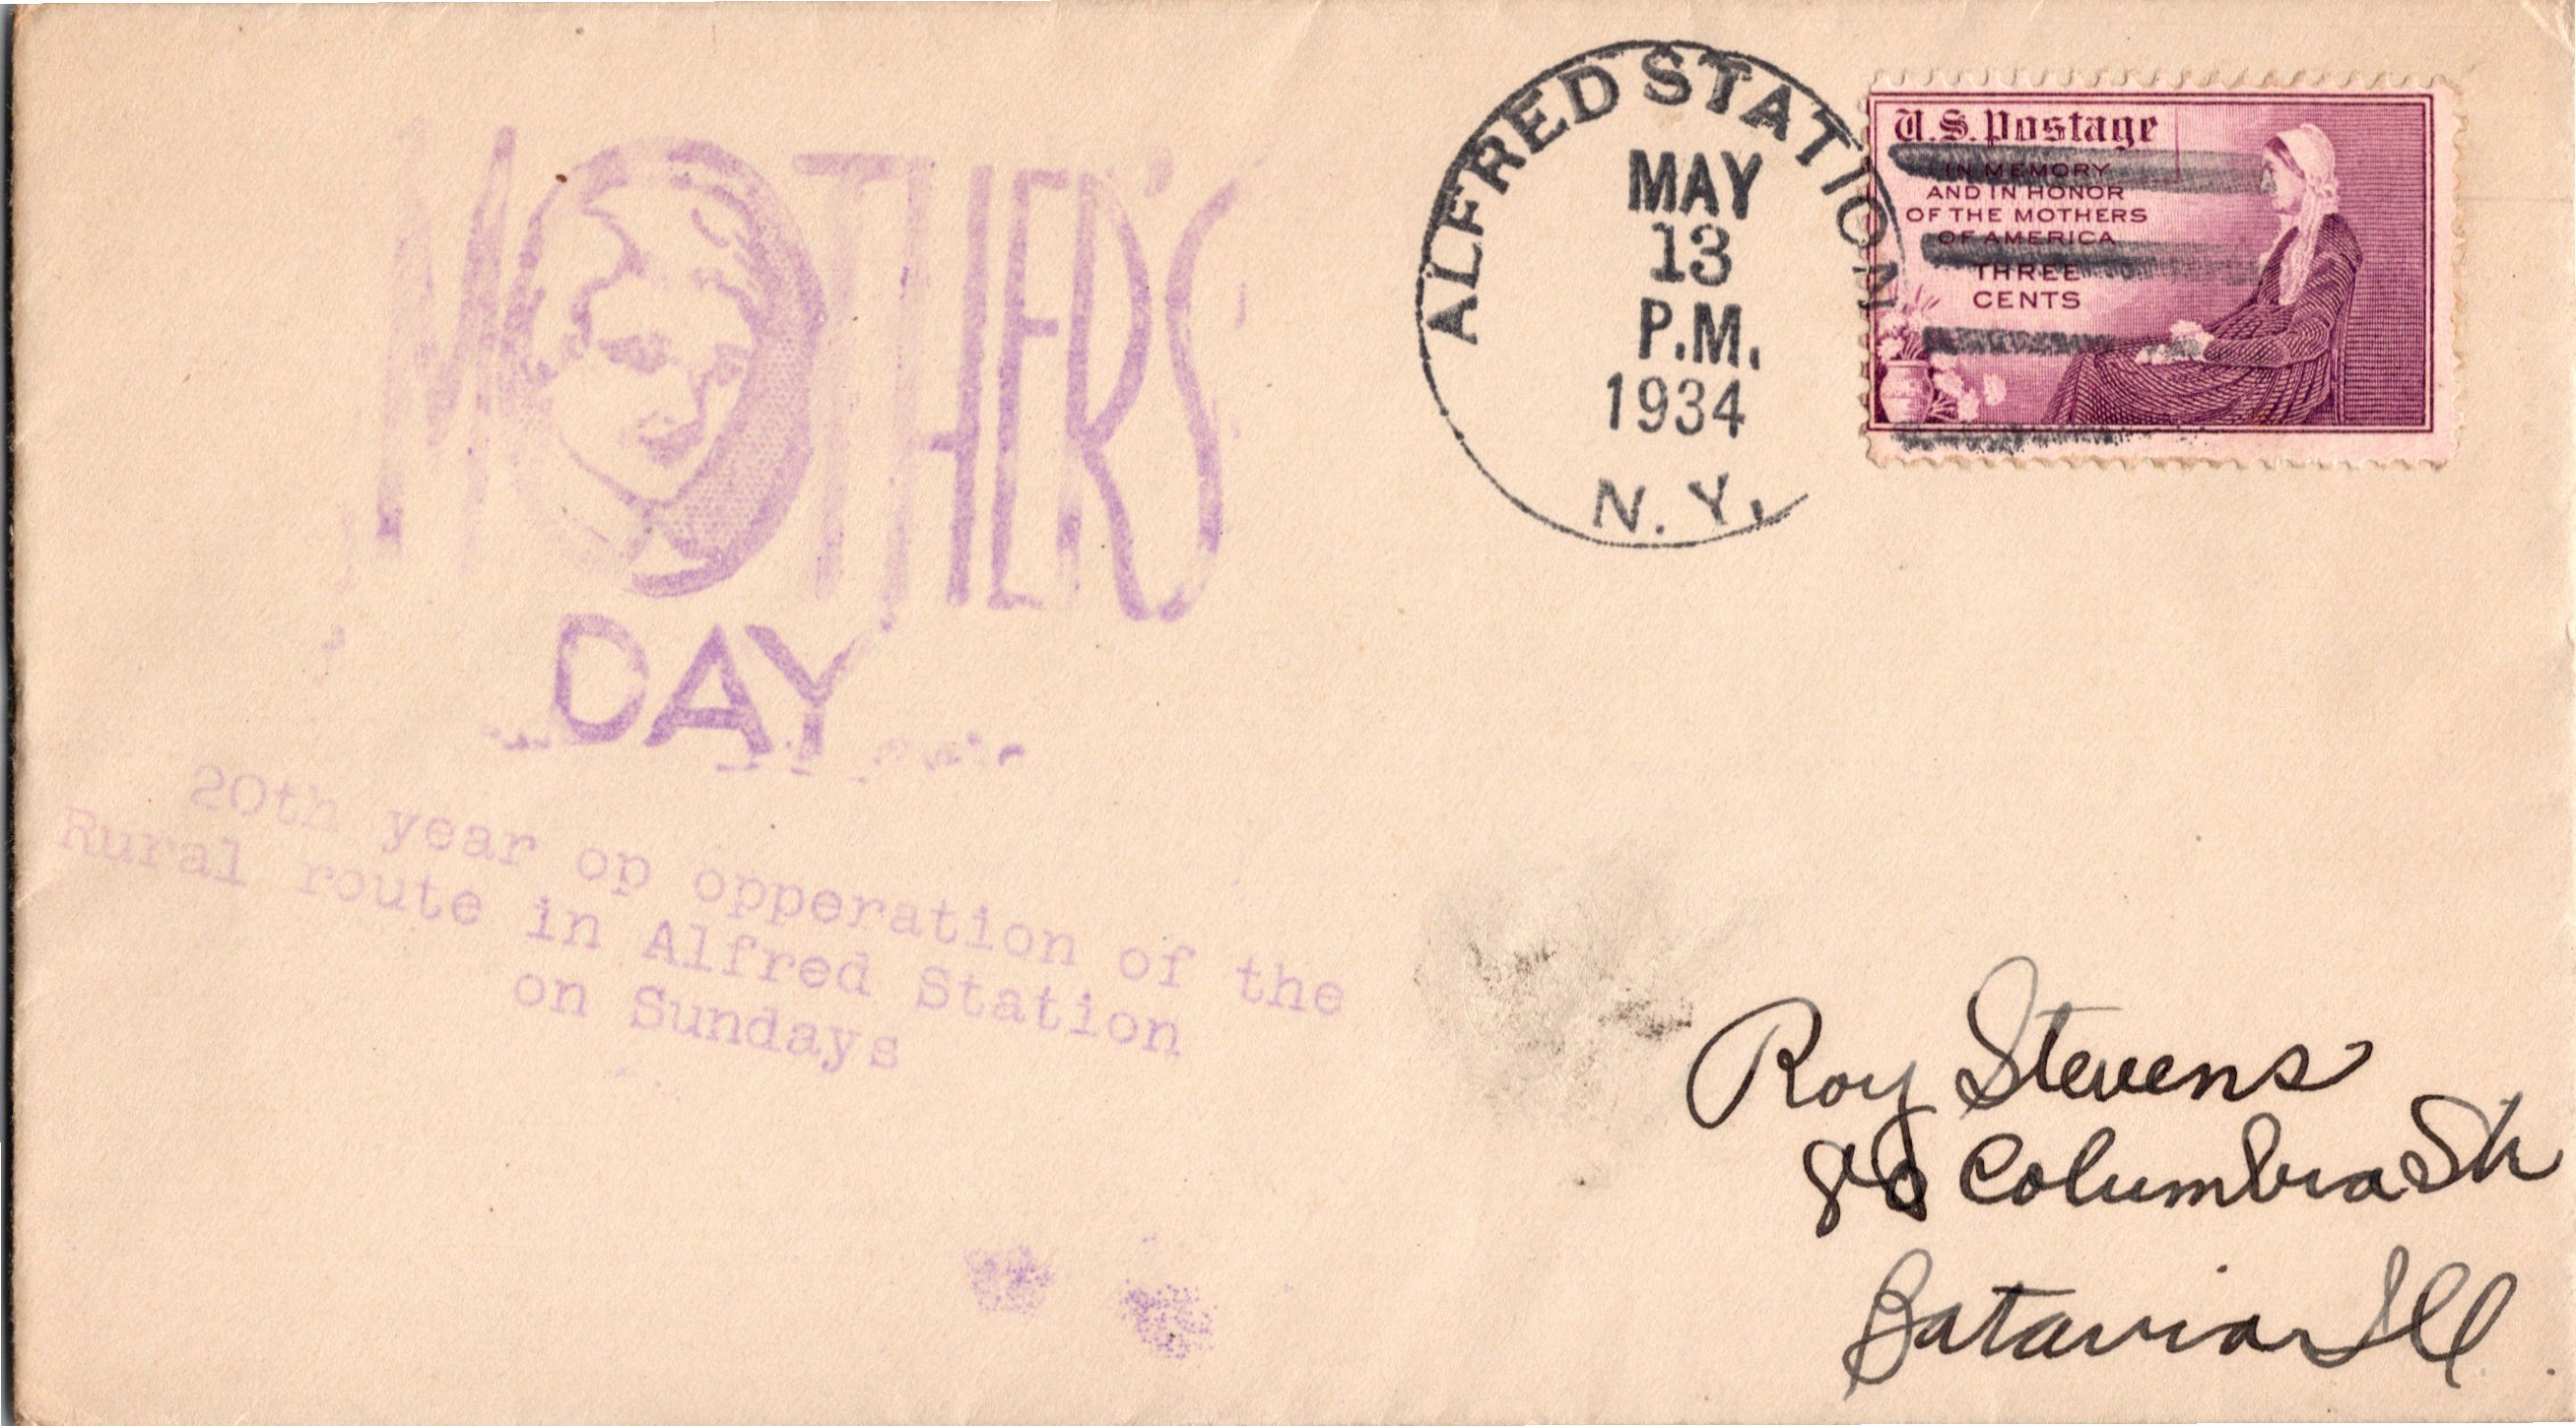 MOTHER'S
DAY
20th year op opperation of the
Rural route in Alfred Station
on Sundays
ALFRED STATION
MAY
13
P.M.
1934
N.Y.
U.S. Postage
IN MEMORY
AND IN HONOR
OF THE MOTHERS
OF AMERICA
THREE
CENTS
Roy Stevens
Columbia St
Batavia Ill